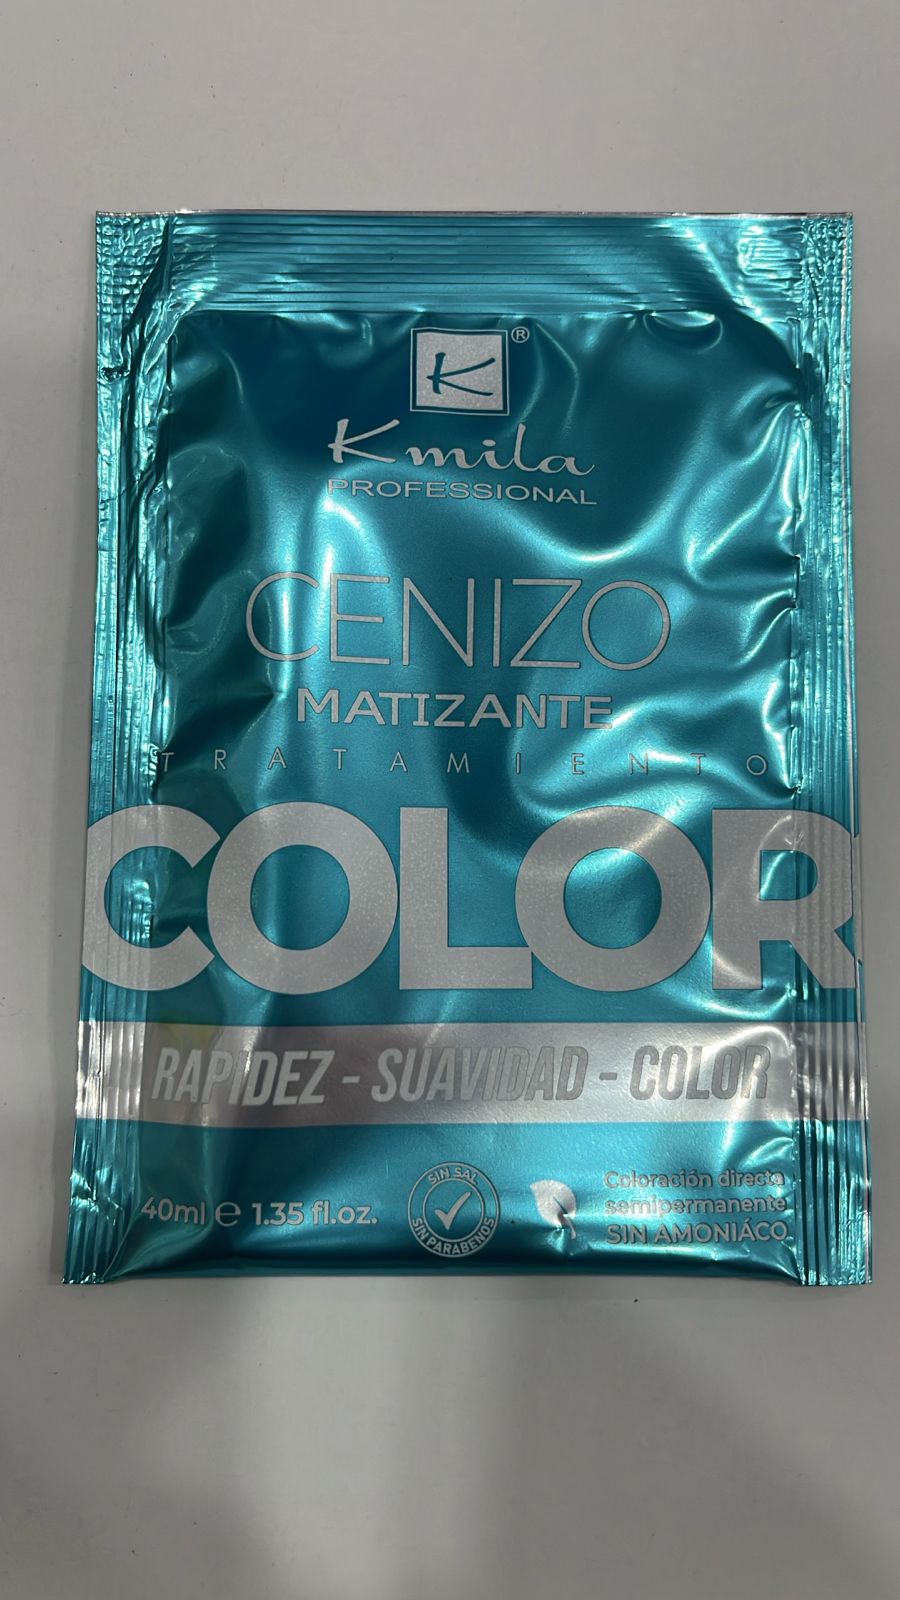 K®
Kmila
PROFESSIONAL
CENIZO
MATIZANTE
TRATAMIENTO
COLOR
RAPIDEZ - SUAVIDAD - COLOR
40ml e 1.35 fl.oz.
SIN SAL
SIN PARABENOS
Coloración directa
semipermanente
SIN AMONIÁCO